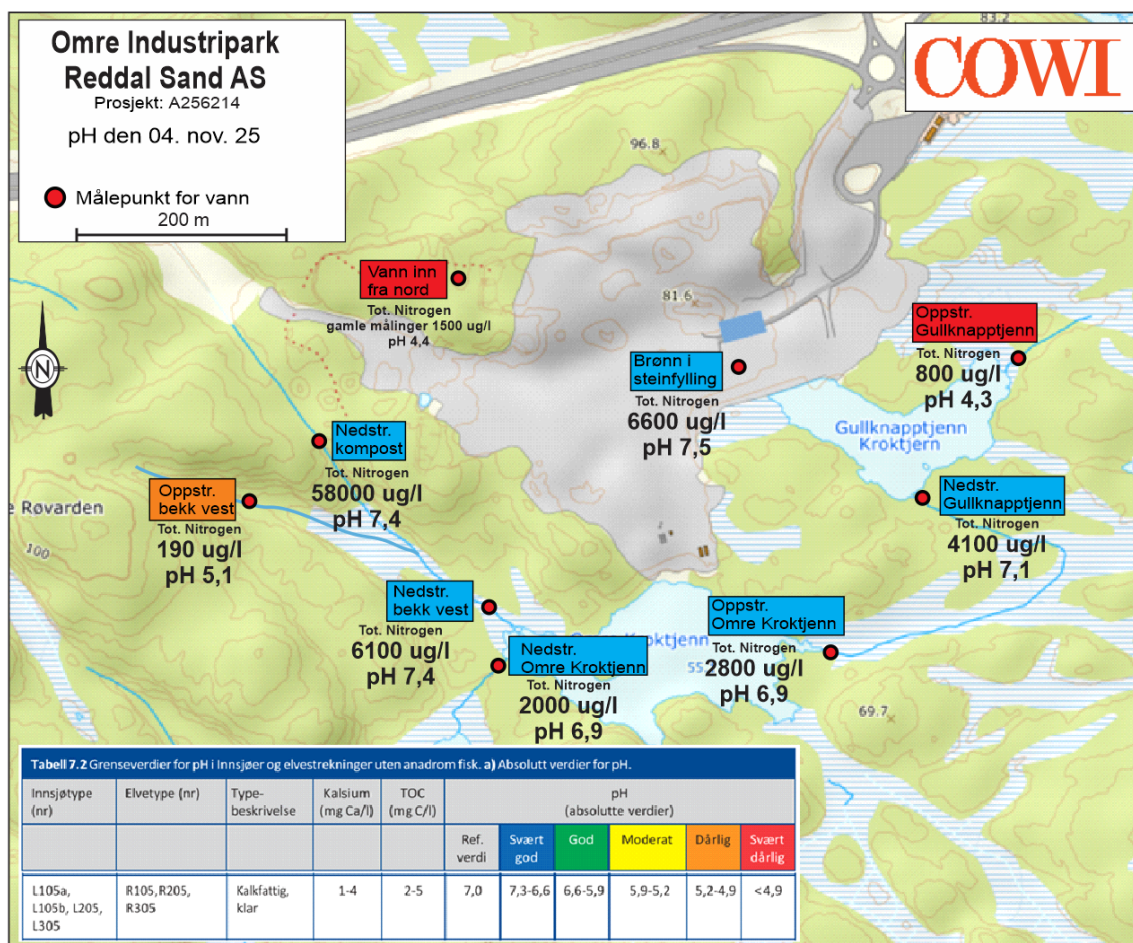 Omre Industripark
Reddal Sand AS
Prosjekt: A256214
pH den 04. nov. 25
Målepunkt for vann
200 m
COWI
83.2
96.8
81.6
N
Vann inn
fra nord
Tot. Nitrogen
gamle målinger 1500 ug/l
pH 4,4
Oppstr.
Gullknapptjenn
Tot. Nitrogen
800 ug/l
pH 4,3
Brønn i
steinfylling
Tot. Nitrogen
6600 ug/l
pH 7,5
Gullknapptjenn
Kroktjern
Nedstr.
kompost
Tot. Nitrogen
58000 ug/l
pH 7,4
Oppstr.
bekk vest
Tot. Nitrogen
190 ug/l
pH 5,1
e Røvarden
100
Nedstr.
Gullknapptjenn
Tot. Nitrogen
4100 ug/l
pH 7,1
Nedstr.
bekk vest
Tot. Nitrogen
6100 ug/l
pH 7,4
Oppstr.
Omre Kroktjenn
Tot. Nitrogen
2800 ug/l
pH 6,9
Kroktjenn
55
Nedstr.
Omre Kroktjenn
Tot. Nitrogen
2000 ug/l
pH 6,9
69.7
Tabell 7.2 Grenseverdier for pH i Innsjøer og elvestrekninger uten anadrom fisk. a) Absolutt verdier for pH.
Innsjøtype (nr) Elvetype (nr) Type-beskrivelse Kalsium (mg Ca/l) TOC (mg C/l) pH (absolutte verdier)
Ref. verdi Svært god God Moderat Dårlig Svært dårlig
L105a, L105b, L205, L305 R105,R205, R305 Kalkfattig, klar 1-4 2-5 7,0 7,3-6,6 6,6-5,9 5,9-5,2 5,2-4,9 <4,9